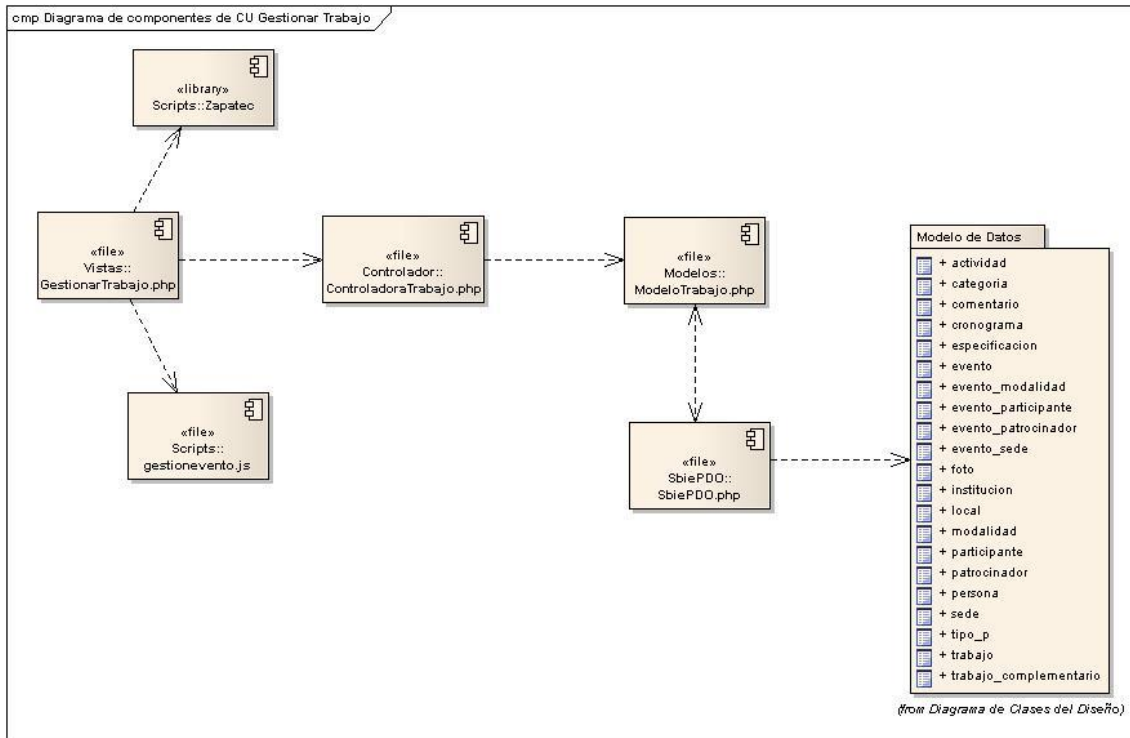 cmp Diagrama de componentes de CU Gestionar Trabajo
«library»
Scripts::Zapatec
«file»
Vistas::
GestionarTrabajo.php
«file»
Controlador::
ControladoraTrabajo.php
«file»
Modelos::
ModeloTrabajo.php
«file»
Scripts::
gestionevento.js
«file»
SbiePDO::
SbiePDO.php
Modelo de Datos
+ actividad
+ categoria
+ comentario
+ cronograma
+ especificacion
+ evento
+ evento_modalidad
+ evento_participante
+ evento_patrocinador
+ evento_sede
+ foto
+ institucion
+ local
+ modalidad
+ participante
+ patrocinador
+ persona
+ sede
+ tipo_p
+ trabajo
+ trabajo_complementario
(from Diagrama de Clases del Diseño)